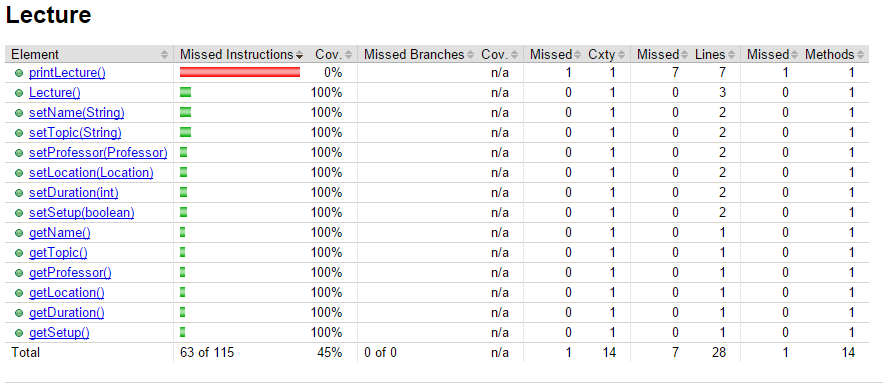 Lecture
Element Missed Instructions Cov. Missed Branches Cov. Missed Cxty Missed Lines Missed Methods
printLecture() 0% n/a 1 1 7 7 1 1
Lecture() 100% n/a 0 1 0 3 0 1
setName(String) 100% n/a 0 1 0 2 0 1
setTopic(String) 100% n/a 0 1 0 2 0 1
setProfessor(Professor) 100% n/a 0 1 0 2 0 1
setLocation(Location) 100% n/a 0 1 0 2 0 1
setDuration(int) 100% n/a 0 1 0 2 0 1
setSetup(boolean) 100% n/a 0 1 0 2 0 1
getName() 100% n/a 0 1 0 1 0 1
getTopic() 100% n/a 0 1 0 1 0 1
getProfessor() 100% n/a 0 1 0 1 0 1
getLocation() 100% n/a 0 1 0 1 0 1
getDuration() 100% n/a 0 1 0 1 0 1
getSetup() 100% n/a 0 1 0 1 0 1
Total 63 of 115 45% 0 of 0 n/a 1 14 7 28 1 14